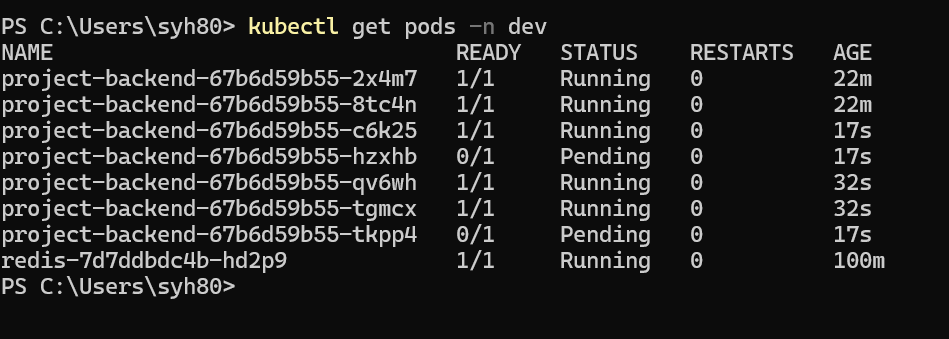 PS C:\Users\syh80> kubectl get pods -n dev
NAME READY STATUS RESTARTS AGE
project-backend-67b6d59b55-2x4m7 1/1 Running 0 22m
project-backend-67b6d59b55-8tc4n 1/1 Running 0 22m
project-backend-67b6d59b55-c6k25 1/1 Running 0 17s
project-backend-67b6d59b55-hzxhb 0/1 Pending 0 17s
project-backend-67b6d59b55-qv6wh 1/1 Running 0 32s
project-backend-67b6d59b55-tgmcx 1/1 Running 0 32s
project-backend-67b6d59b55-tkpp4 0/1 Pending 0 17s
redis-7d7ddbdc4b-hd2p9 1/1 Running 0 100m
PS C:\Users\syh80>